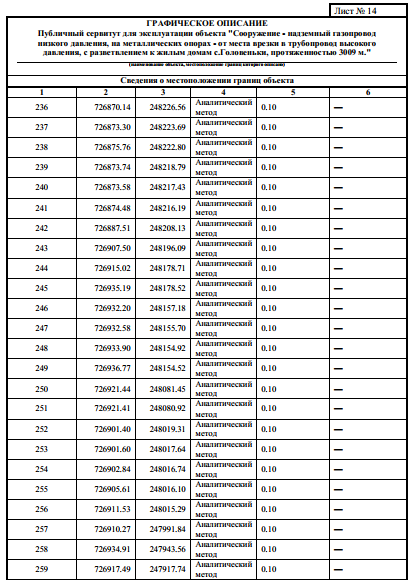 Лист № 14
ГРАФИЧЕСКОЕ ОПИСАНИЕ
Публичный сервитут для эксплуатации объекта "Сооружение - надземный газопровод
низкого давления, на металлических опорах - от места врезки в трубопровод высокого
давления, с разветвлением к жилым домам с.Головеньки, протяженностью 3009 м."
(наименование объекта, местоположение границ которого описано)
Сведения о местоположении границ объекта
1 2 3 4 5 6
236 726870.14 248226.56 Аналитический метод 0.10 —
237 726873.30 248223.69 Аналитический метод 0.10 —
238 726875.76 248222.80 Аналитический метод 0.10 —
239 726873.74 248218.79 Аналитический метод 0.10 —
240 726873.58 248217.43 Аналитический метод 0.10 —
241 726874.48 248216.19 Аналитический метод 0.10 —
242 726887.51 248208.13 Аналитический метод 0.10 —
243 726907.50 248196.09 Аналитический метод 0.10 —
244 726915.02 248178.71 Аналитический метод 0.10 —
245 726935.19 248178.52 Аналитический метод 0.10 —
246 726932.20 248157.18 Аналитический метод 0.10 —
247 726932.58 248155.70 Аналитический метод 0.10 —
248 726933.90 248154.92 Аналитический метод 0.10 —
249 726936.77 248154.52 Аналитический метод 0.10 —
250 726921.44 248081.45 Аналитический метод 0.10 —
251 726921.41 248080.92 Аналитический метод 0.10 —
252 726901.40 248019.31 Аналитический метод 0.10 —
253 726901.60 248017.64 Аналитический метод 0.10 —
254 726902.84 248016.74 Аналитический метод 0.10 —
255 726905.61 248016.10 Аналитический метод 0.10 —
256 726911.53 248015.29 Аналитический метод 0.10 —
257 726910.27 247991.84 Аналитический метод 0.10 —
258 726934.91 247943.56 Аналитический метод 0.10 —
259 726917.49 247917.74 Аналитический метод 0.10 —